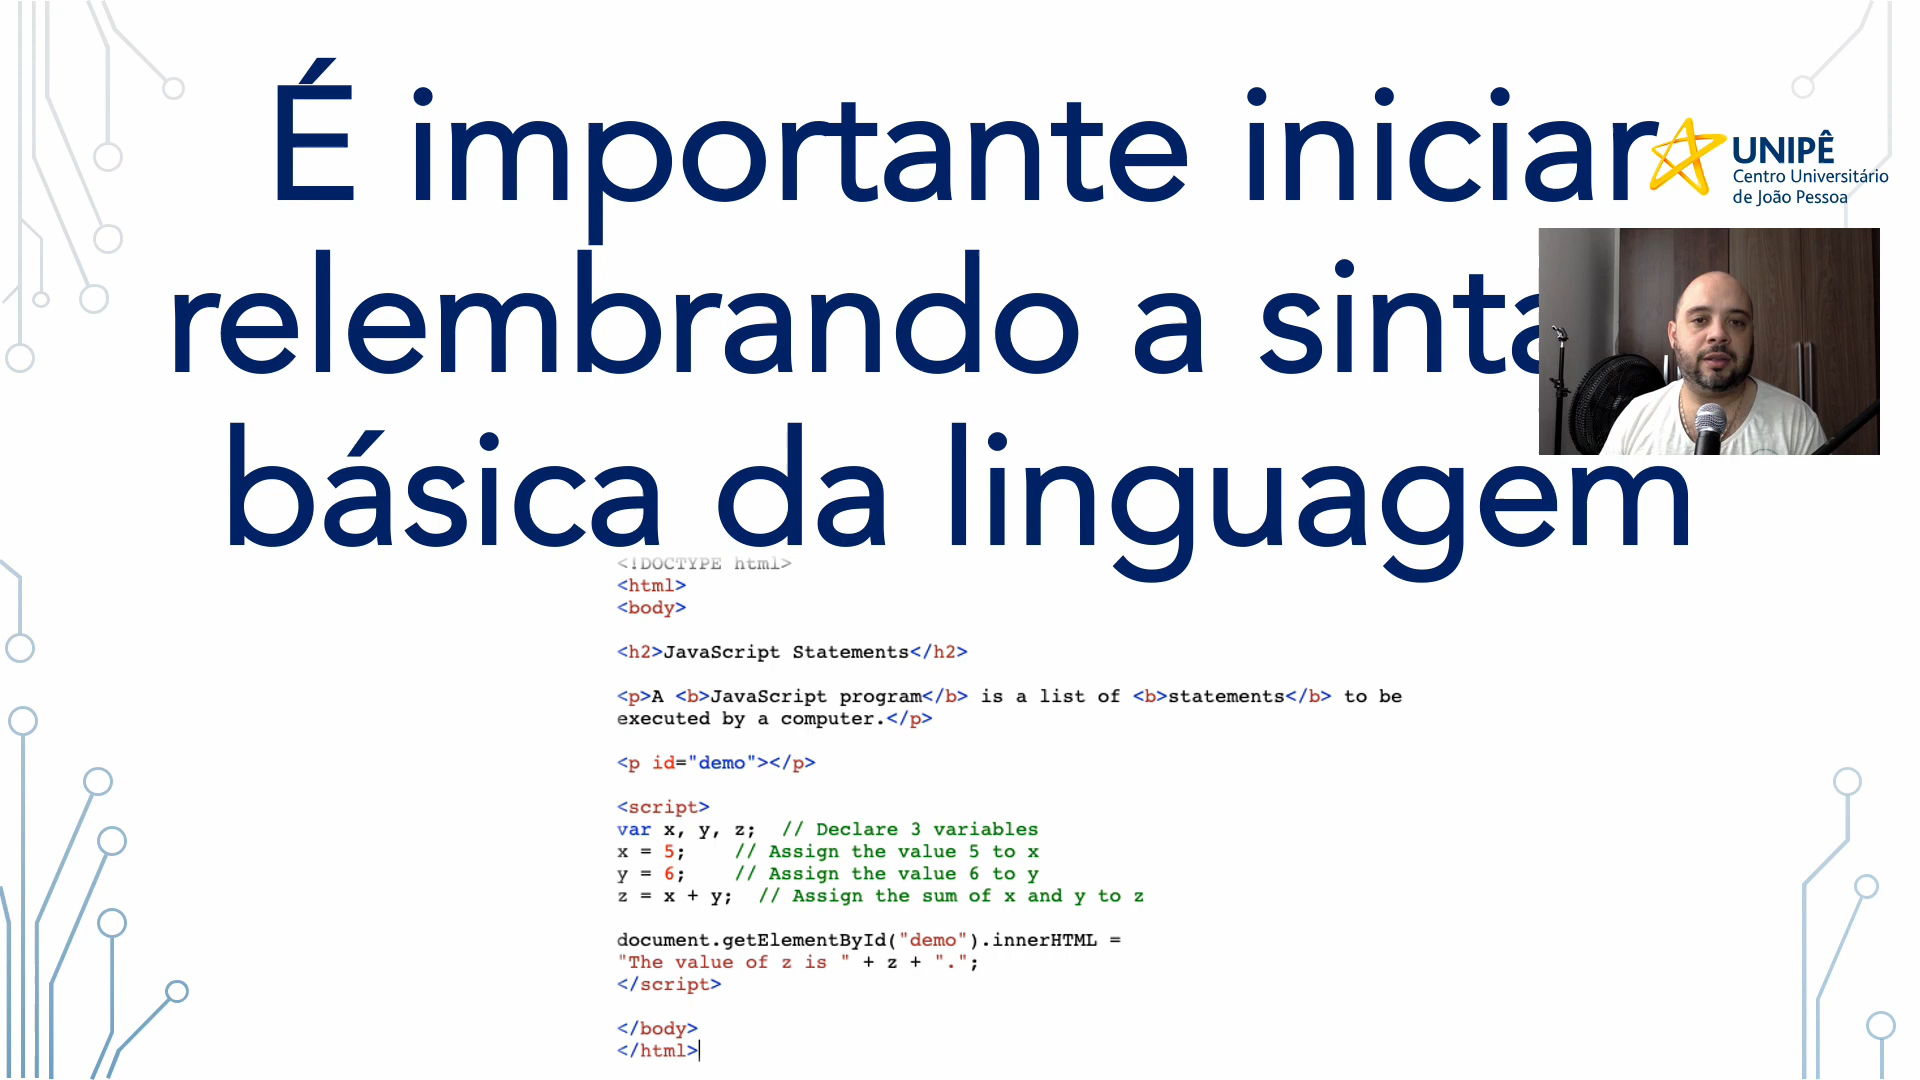 É importante iniciar
relembrando a
básica da linguagem
UNIPÊ
Centro Universitário
de João Pessoa
<!DOCTYPE html>
<html>
<body>
<h2>JavaScript Statements</h2>
<p>A <b>JavaScript program</b> is a list of <b>statements</b> to be
executed by a computer.</p>
<p id="demo"></p>
<script>
var x, y, z;  // Declare 3 variables
x = 5;    // Assign the value 5 to x
y = 6;    // Assign the value 6 to y
z = x + y;  // Assign the sum of x and y to z
document.getElementById("demo").innerHTML =
"The value of z is " + z + ".";
</script>
</body>
</html>